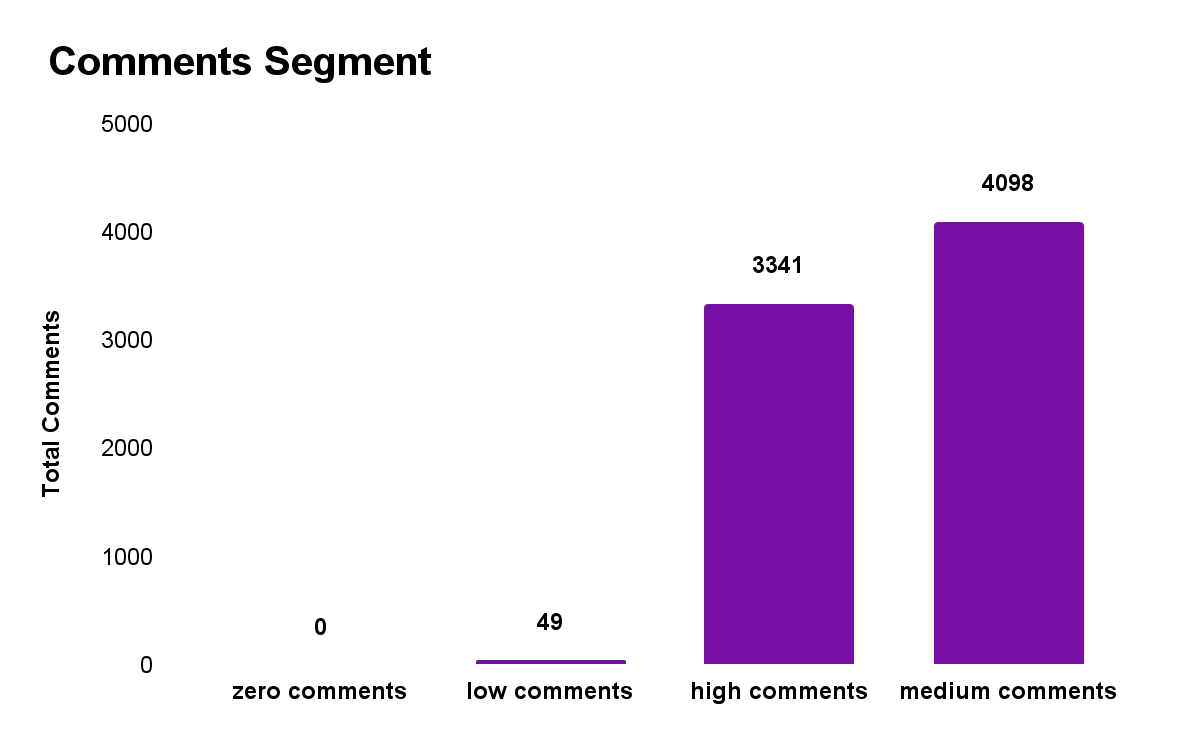 Comments Segment
5000
4000
3000
2000
1000
0
Total Comments
0
49
3341
4098
zero comments
low comments
high comments
medium comments